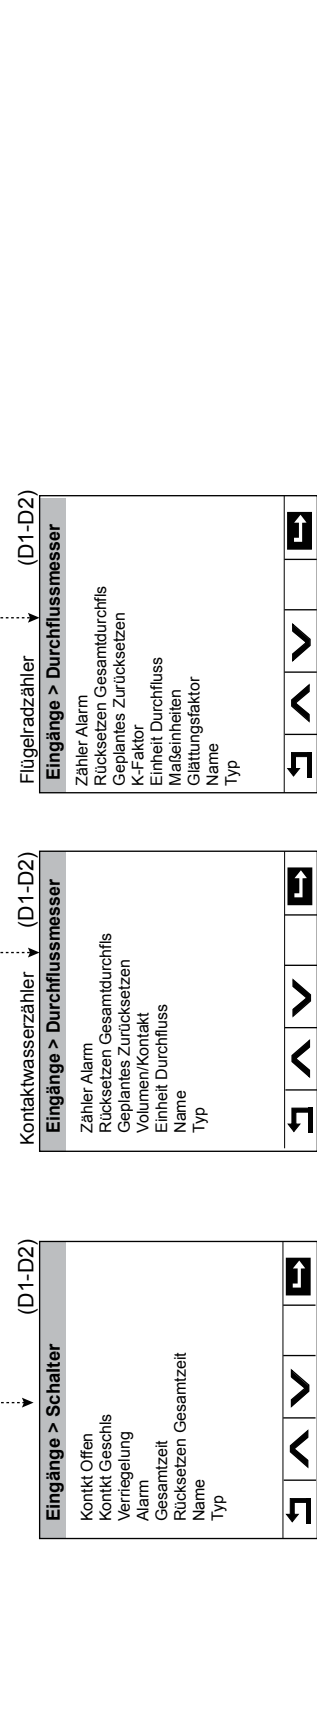 (D1-D2)
Eingänge > Schalter
Kontkt Offen
Kontkt Geschls
Verriegelung
Alarm
Gesamtzeit
Rücksetzen Gesamtzeit
Name
Typ
Kontaktwasserzähler (D1-D2)
Eingänge > Durchflussmesser
Zähler Alarm
Rücksetzen Gesamtdurchfls
Geplantes Zurücksetzen
Volumen/Kontakt
Einheit Durchfluss
Name
Typ
Flügelradzähler (D1-D2)
Eingänge > Durchflussmesser
Zähler Alarm
Rücksetzen Gesamtdurchfls
Geplantes Zurücksetzen
K-Faktor
Einheit Durchfluss
Maßeinheiten
Glättungsfaktor
Name
Typ